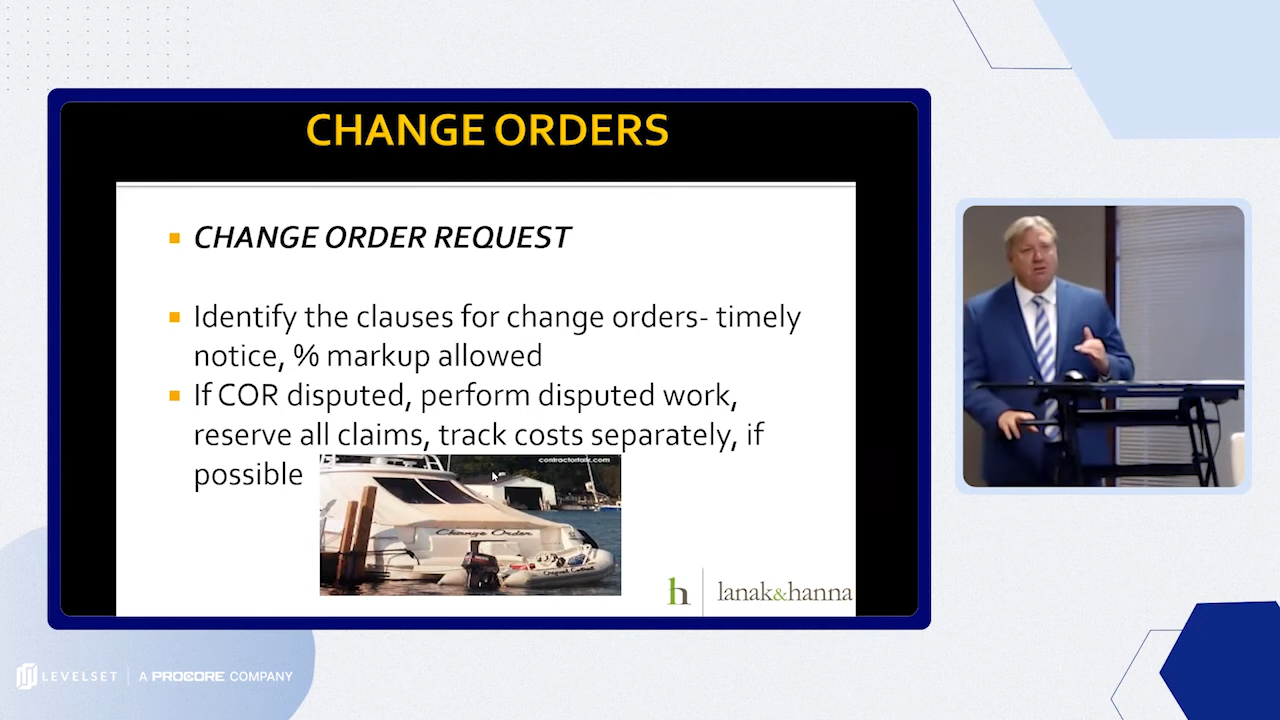 CHANGE ORDERS
CHANGE ORDER REQUEST
Identify the clauses for change orders- timely
notice, % markup allowed
If COR disputed, perform disputed work,
reserve all claims, track costs separately, if
possible
contractortalk.com
Change Order
Original Contract
h lanak&hanna
LEVELSET | A PROCORE COMPANY